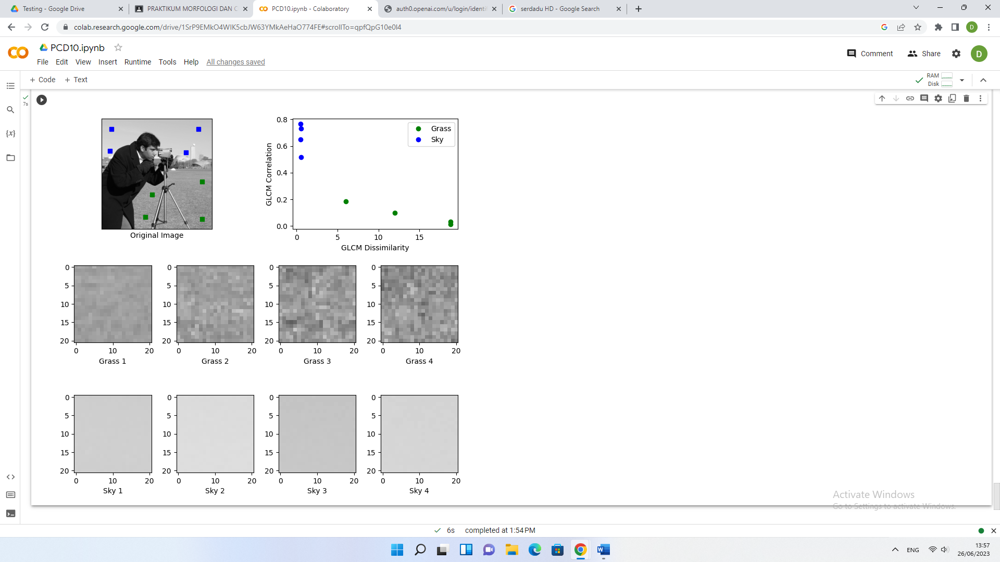 Testing - Google Drive
PRAKTIKUM MORFOLOGI DAN C
PCD10.ipynb - Colaboratory
auth0.openai.com/u/login/identi
serdadu HD - Google Search
colab.research.google.com/drive/1SrP9EMkO4WIK5cbJW63YMkAeHaO774FE#scrollTo=qpfQpG10e0I4
D
PCD10.ipynb
Comment
Share
D
File Edit View Insert Runtime Tools Help All changes saved
+ Code + Text
RAM
Disk
{x}
7s
Original Image
GLCM Correlation
0.8
0.6
0.4
0.2
0.0
Grass
Sky
0 5 10 15
GLCM Dissimilarity
0 5 10 15 20
0 10 20
Grass 1
0 5 10 15 20
0 10 20
Grass 2
0 5 10 15 20
0 10 20
Grass 3
0 5 10 15 20
0 10 20
Grass 4
0 5 10 15 20
0 10 20
Sky 1
0 5 10 15 20
0 10 20
Sky 2
0 5 10 15 20
0 10 20
Sky 3
0 5 10 15 20
0 10 20
Sky 4
Activate Windows
Go to Settings to activate Windows.
6s completed at 1:54 PM
ENG
13:57
26/06/2023